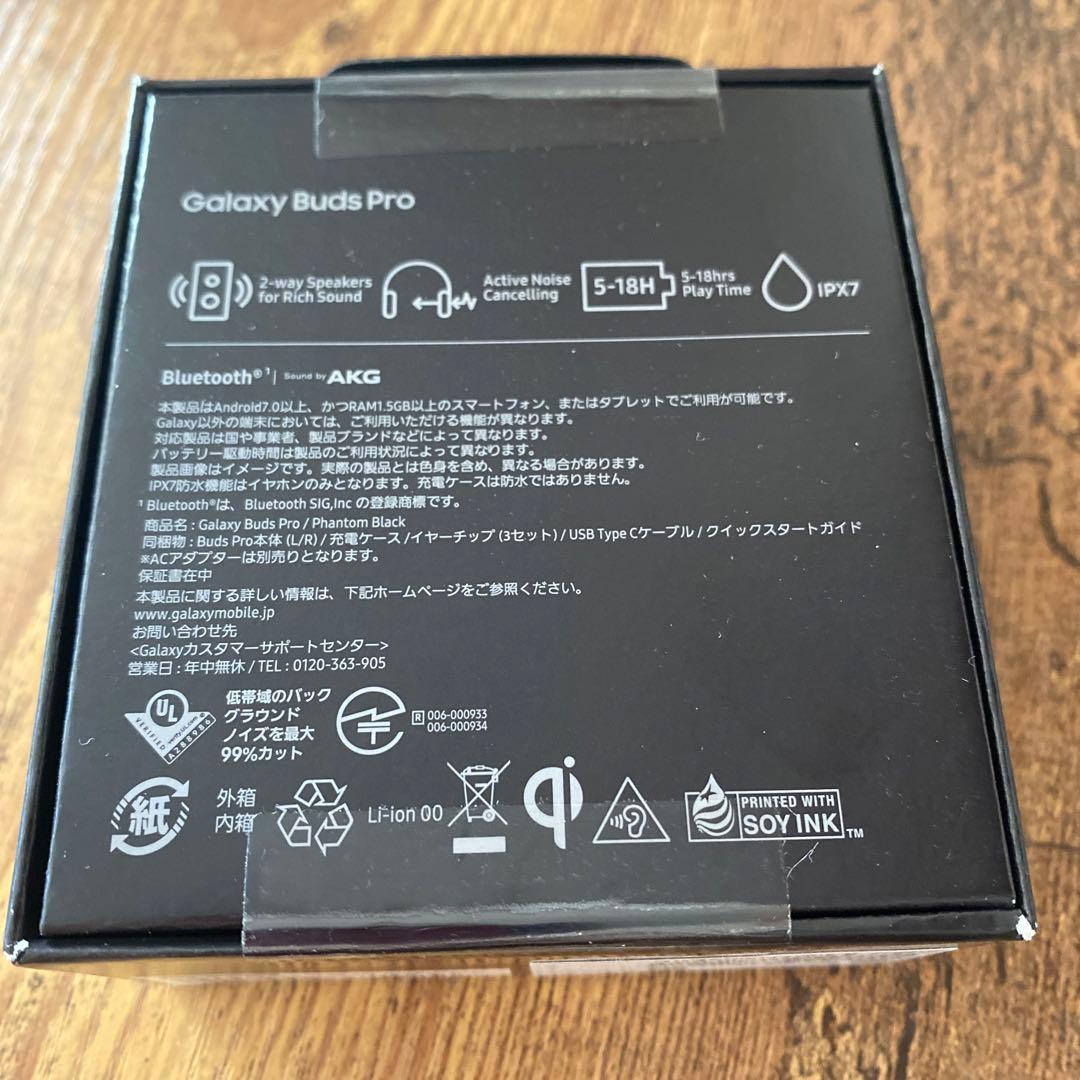 Galaxy Buds Pro
2-way Speakers
for Rich Sound
Active Noise
Cancelling
5-18H
5-18hrs
Play Time
IPX7
Bluetooth®¹ | Sound by AKG
本製品はAndroid7.0以上、かつRAM1.5GB以上のスマートフォン、またはタブレットでご利用が可能です。
Galaxy以外の端末においては、ご利用いただける機能が異なります。
対応製品は国や事業者、製品ブランドなどによって異なります。
バッテリー駆動時間は製品のご利用状況によって異なります。
製品画像はイメージです。実際の製品とは色身を含め、異なる場合があります。
IPX7防水機能はイヤホンのみとなります。充電ケースは防水ではありません。
¹ Bluetooth®は、Bluetooth SIG,Inc の登録商標です。
商品名 : Galaxy Buds Pro / Phantom Black
同梱物 : Buds Pro本体 (L/R) / 充電ケース /イヤーチップ (3セット) / USB Type Cケーブル / クイックスタートガイド
※ACアダプターは別売りとなります。
保証書在中
本製品に関する詳しい情報は、下記ホームページをご参照ください。
www.galaxymobile.jp
お問い合わせ先
<Galaxyカスタマーサポートセンター>
営業日 : 年中無休 / TEL : 0120-363-905
UL
VERIFIED
verify.UL.com
A288986
低帯域のバック
グラウンド
ノイズを最大
99%カット
R 006-000933
006-000934
紙
外箱
内箱
Li-ion 00
qi
PRINTED WITH
SOY INK TM